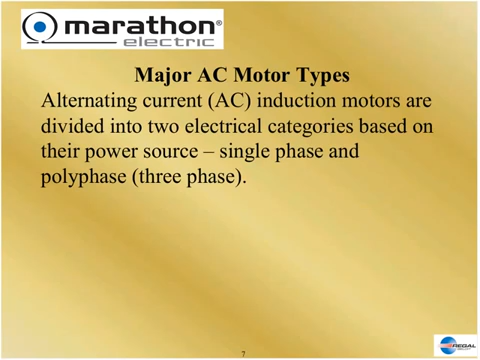 marathon®
electric
Major AC Motor Types
Alternating current (AC) induction motors are
divided into two electrical categories based on
their power source – single phase and
polyphase (three phase).
7
REGAL